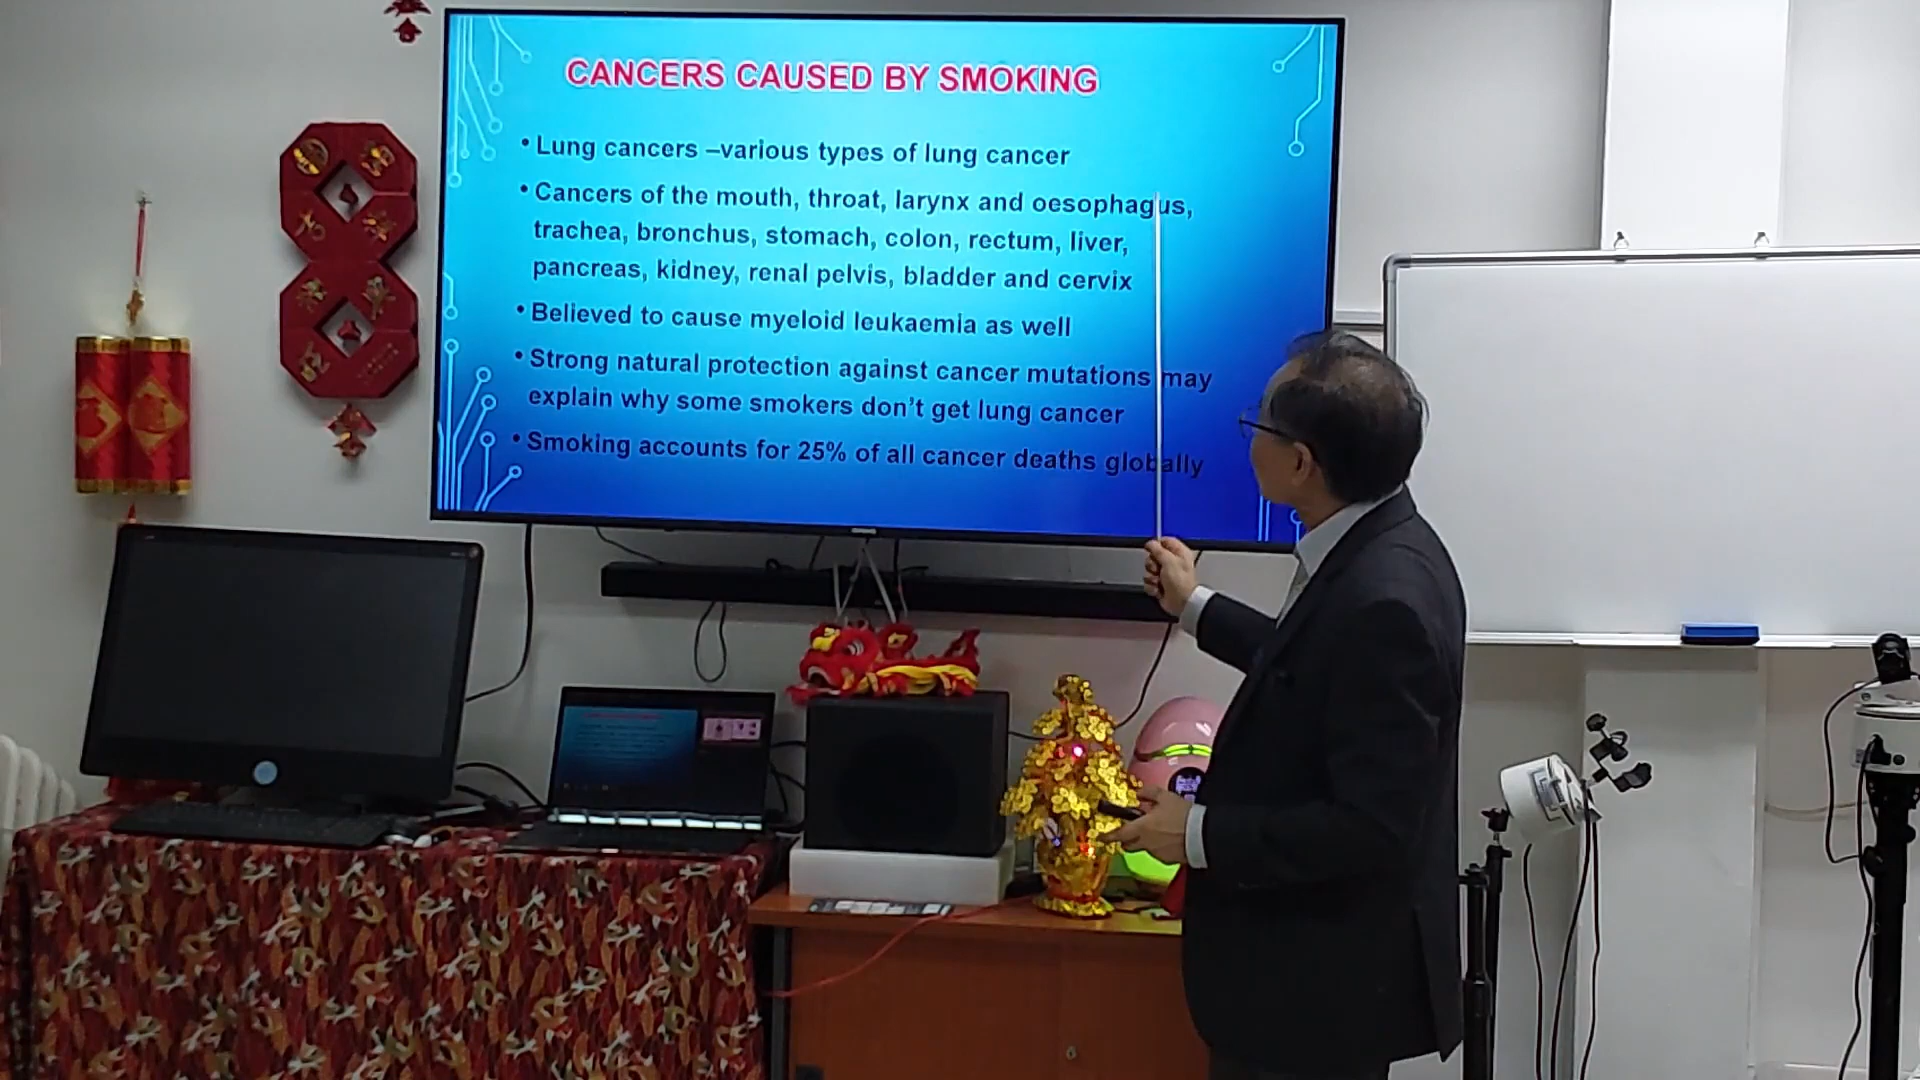 CANCERS CAUSED BY SMOKING
• Lung cancers –various types of lung cancer
• Cancers of the mouth, throat, larynx and oesophagus,
trachea, bronchus, stomach, colon, rectum, liver,
pancreas, kidney, renal pelvis, bladder and cervix
• Believed to cause myeloid leukaemia as well
• Strong natural protection against cancer mutations may
explain why some smokers don't get lung cancer
• Smoking accounts for 25% of all cancer deaths globally